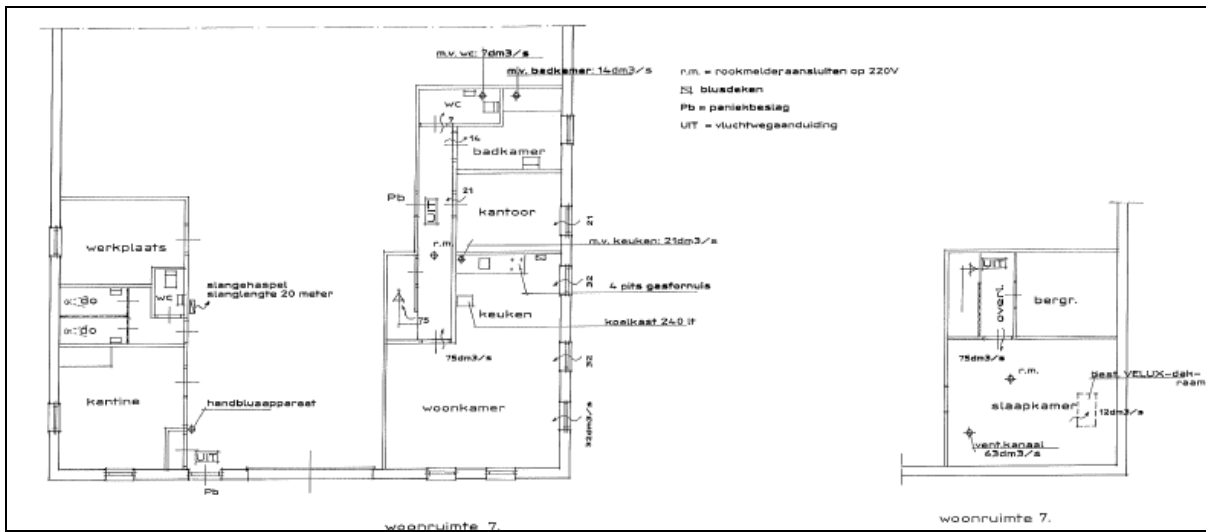 m.v. wc: 7dm3/s
m.v. badkamer: 14dm3/s
r.m. = rookmelderaansluiten op 220V
blusdeken
Pb = paniekbeslag
UIT = vluchtwegaanduiding
wc
7
14
badkamer
Pb
UIT
21
kantoor
21
r.m.
m.v. keuken: 21dm3/s
werkplaats
wc
slangehaspel
slanglengte 20 meter
do
do
32
4 pits gasfornuis
keuken
koelkast 240 lt
75
75dm3/s
32
kantine
handblusapparaat
woonkamer
32dm3/s
UIT
Pb
woonruimte 7.
UIT
overl.
bergr.
75dm3/s
r.m.
best. VELUX-dak-
raam
slaapkamer
12dm3/s
vent.kanaal
63dm3/s
woonruimte 7.